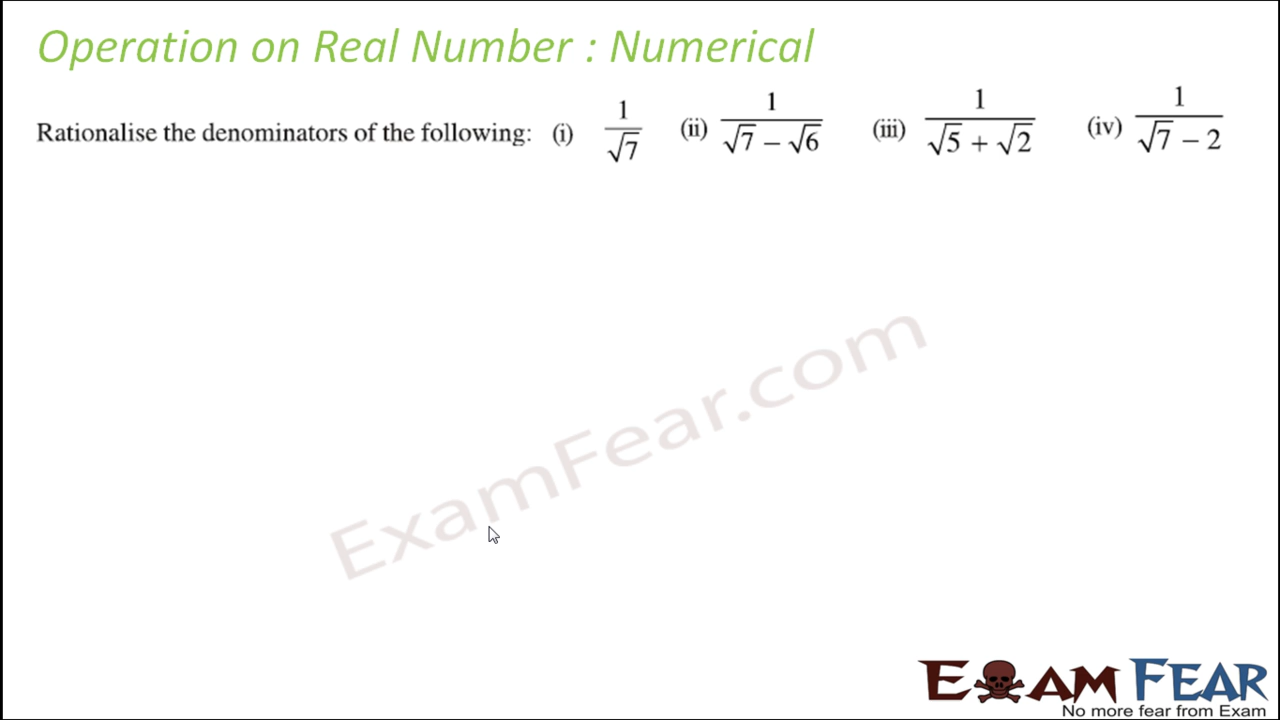 Operation on Real Number : Numerical
Rationalise the denominators of the following: (i) 1/√7 (ii) 1/(√7 – √6) (iii) 1/(√5 + √2) (iv) 1/(√7 – 2)
ExamFear.com
EXAM FEAR
No more fear from Exam